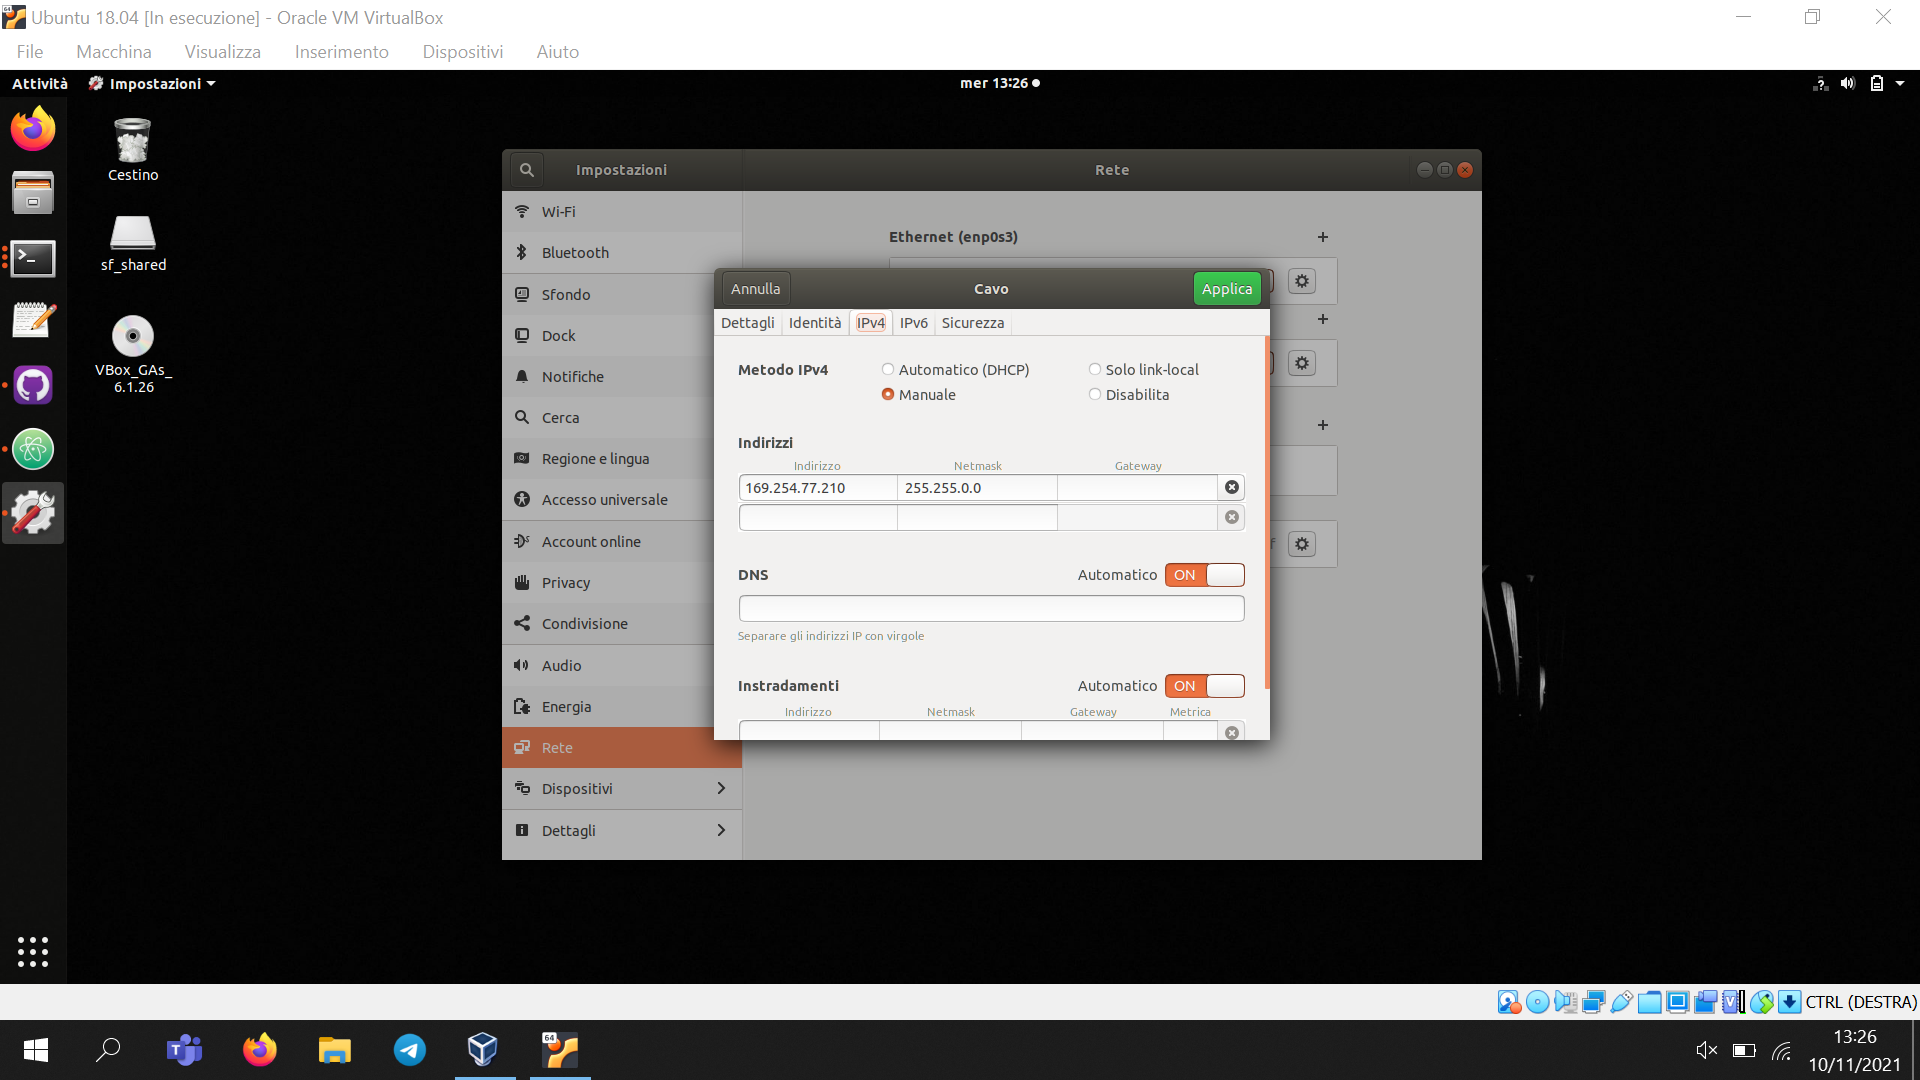 Ubuntu 18.04 [In esecuzione] - Oracle VM VirtualBox
File Macchina Visualizza Inserimento Dispositivi Aiuto
Attività Impostazioni mer 13:26
Cestino
sf_shared
VBox_GAs_
6.1.26
Impostazioni Rete
Wi-Fi
Bluetooth
Sfondo
Dock
Notifiche
Cerca
Regione e lingua
Accesso universale
Account online
Privacy
Condivisione
Audio
Energia
Rete
Dispositivi
Dettagli
Ethernet (enp0s3)
Annulla Cavo Applica
Dettagli Identità IPv4 IPv6 Sicurezza
Metodo IPv4 Automatico (DHCP) Solo link-local
Manuale Disabilita
Indirizzi
Indirizzo Netmask Gateway
169.254.77.210 255.255.0.0
DNS Automatico ON
Separare gli indirizzi IP con virgole
Instradamenti Automatico ON
Indirizzo Netmask Gateway Metrica
CTRL (DESTRA)
64
13:26
10/11/2021